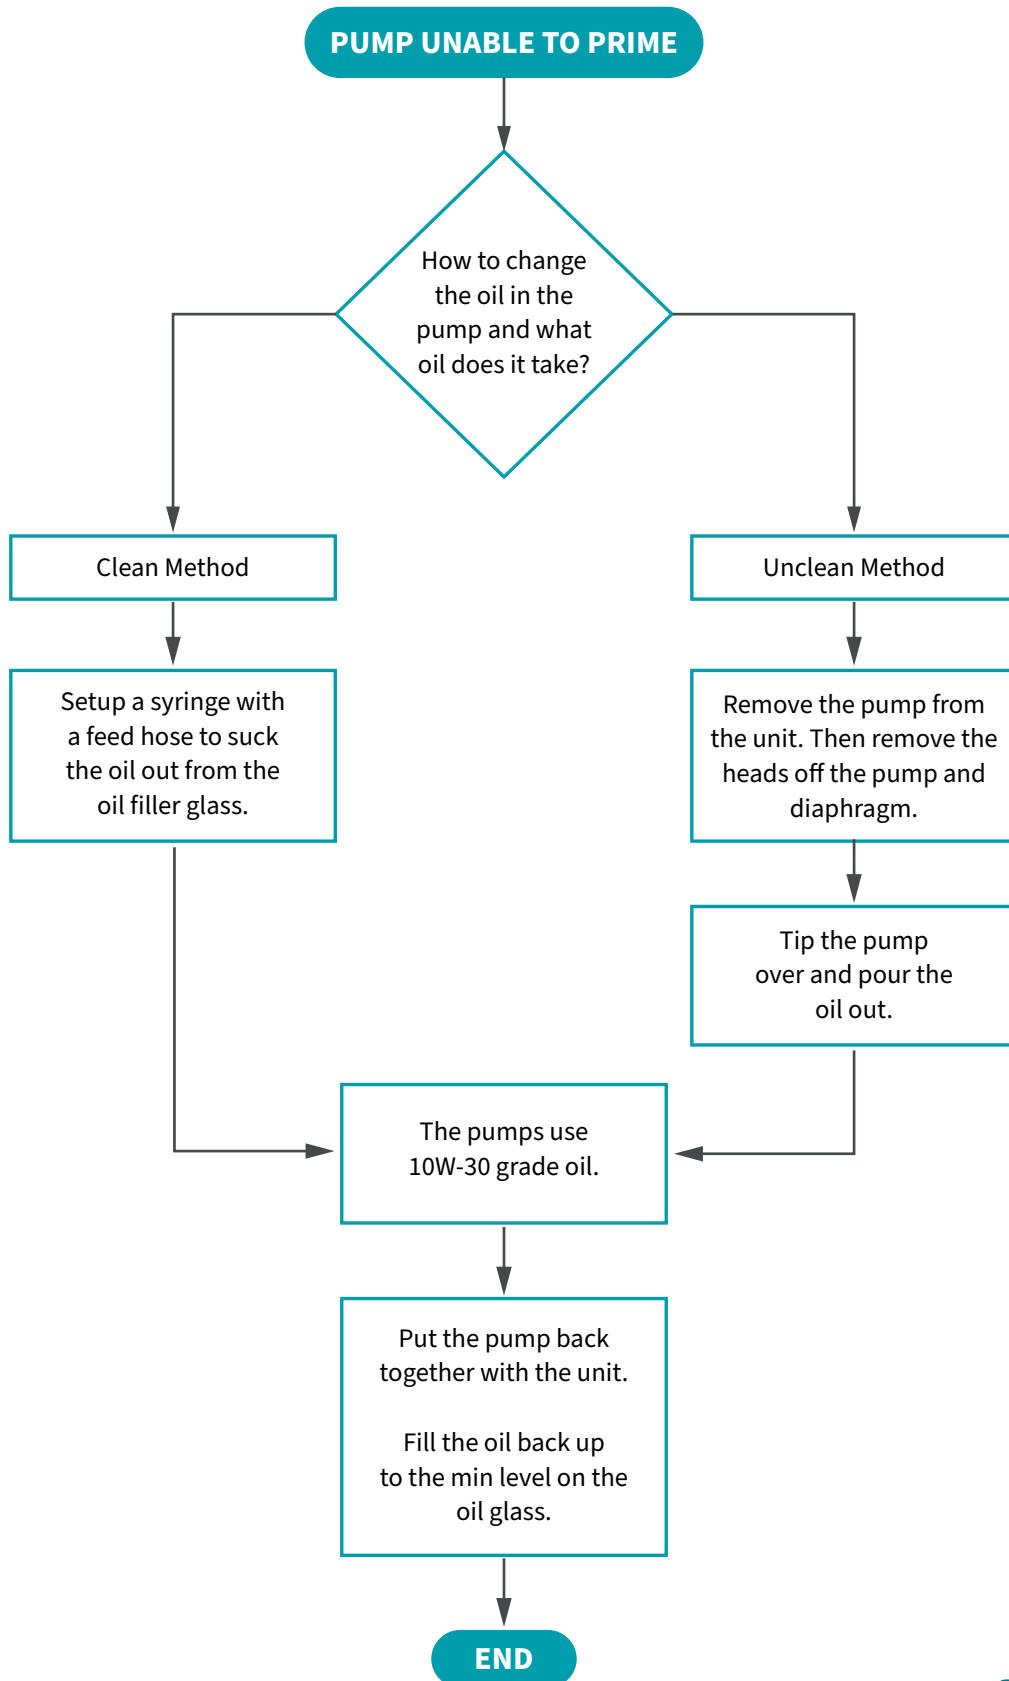 PUMP UNABLE TO PRIME
How to change
the oil in the
pump and what
oil does it take?
Clean Method
Setup a syringe with
a feed hose to suck
the oil out from the
oil filler glass.
Unclean Method
Remove the pump from
the unit. Then remove the
heads off the pump and
diaphragm.
Tip the pump
over and pour the
oil out.
The pumps use
10W-30 grade oil.
Put the pump back
together with the unit.
Fill the oil back up
to the min level on the
oil glass.
END